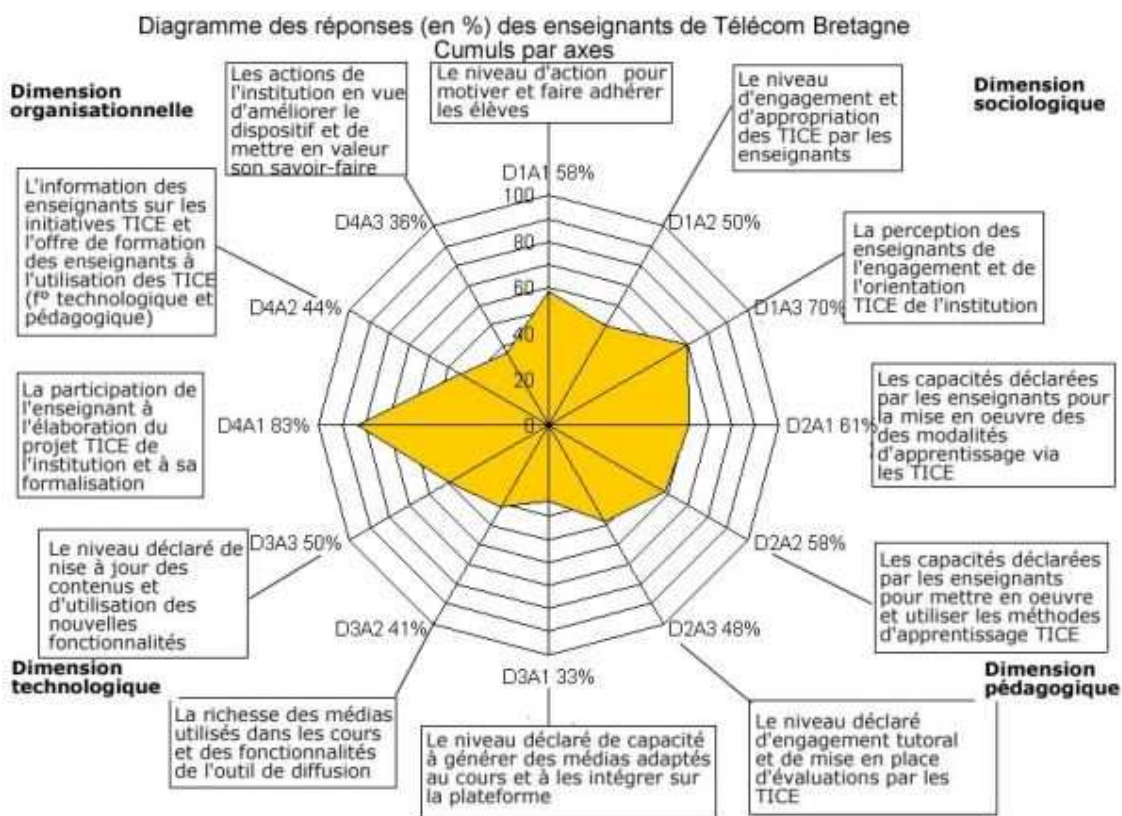 Diagramme des réponses (en %) des enseignants de Télécom Bretagne
Cumuls par axes
Dimension
organisationnelle
Les actions de
l'institution en vue
d'améliorer le
dispositif et de
mettre en valeur
son savoir-faire
Le niveau d'action pour
motiver et faire adhérer
les élèves
Le niveau
d'engagement et
d'appropriation
des TICE par les
enseignants
Dimension
sociologique
L'information des
enseignants sur les
initiatives TICE et
l'offre de formation
des enseignants à
l'utilisation des TICE
(f° technologique et
pédagogique)
La perception des
enseignants de
l'engagement et de
l'orientation
TICE de l'institution
D1A1 58%
D4A3 36%
D1A2 50%
D4A2 44%
D1A3 70%
100
80
60
40
20
0
La participation de
l'enseignant à
l'élaboration du
projet TICE de
l'institution et à sa
formalisation
D4A1 83%
D2A1 61%
Les capacités déclarées
par les enseignants pour
la mise en oeuvre des
des modalités
d'apprentissage via
les TICE
Le niveau déclaré de
nise à jour des
contenus et
d'utilisation des
nouvelles
fonctionnalités
D3A3 50%
D2A2 58%
Les capacités déclarées
par les enseignants
pour mettre en oeuvre
et utiliser les méthodes
d'apprentissage TICE
D3A2 41%
D2A3 48%
D3A1 33%
Dimension
technologique
Dimension
pédagogique
La richesse des médias
utilisés dans les cours
et des fonctionnalités
de l'outil de diffusion
Le niveau déclaré de capacité
à générer des médias adaptés
au cours et à les intégrer sur
la plateforme
Le niveau déclaré
d'engagement tutoral
et de mise en place
d'évaluations par les
TICE